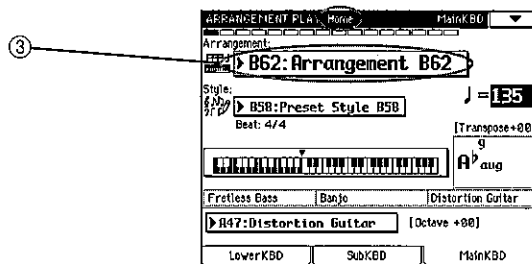 ARRANGEMENT PLAY Home MainKBD
③
Arrangement:
B62:Arrangement B62
Style:
B58:Preset Style B58
♩=135
Beat: 4/4
[Transpose+00]
g
A♭aug
Fretless Bass Banjo Distortion Guitar
A47:Distortion Guitar [Octave +00]
LowerKBD SubKBD MainKBD